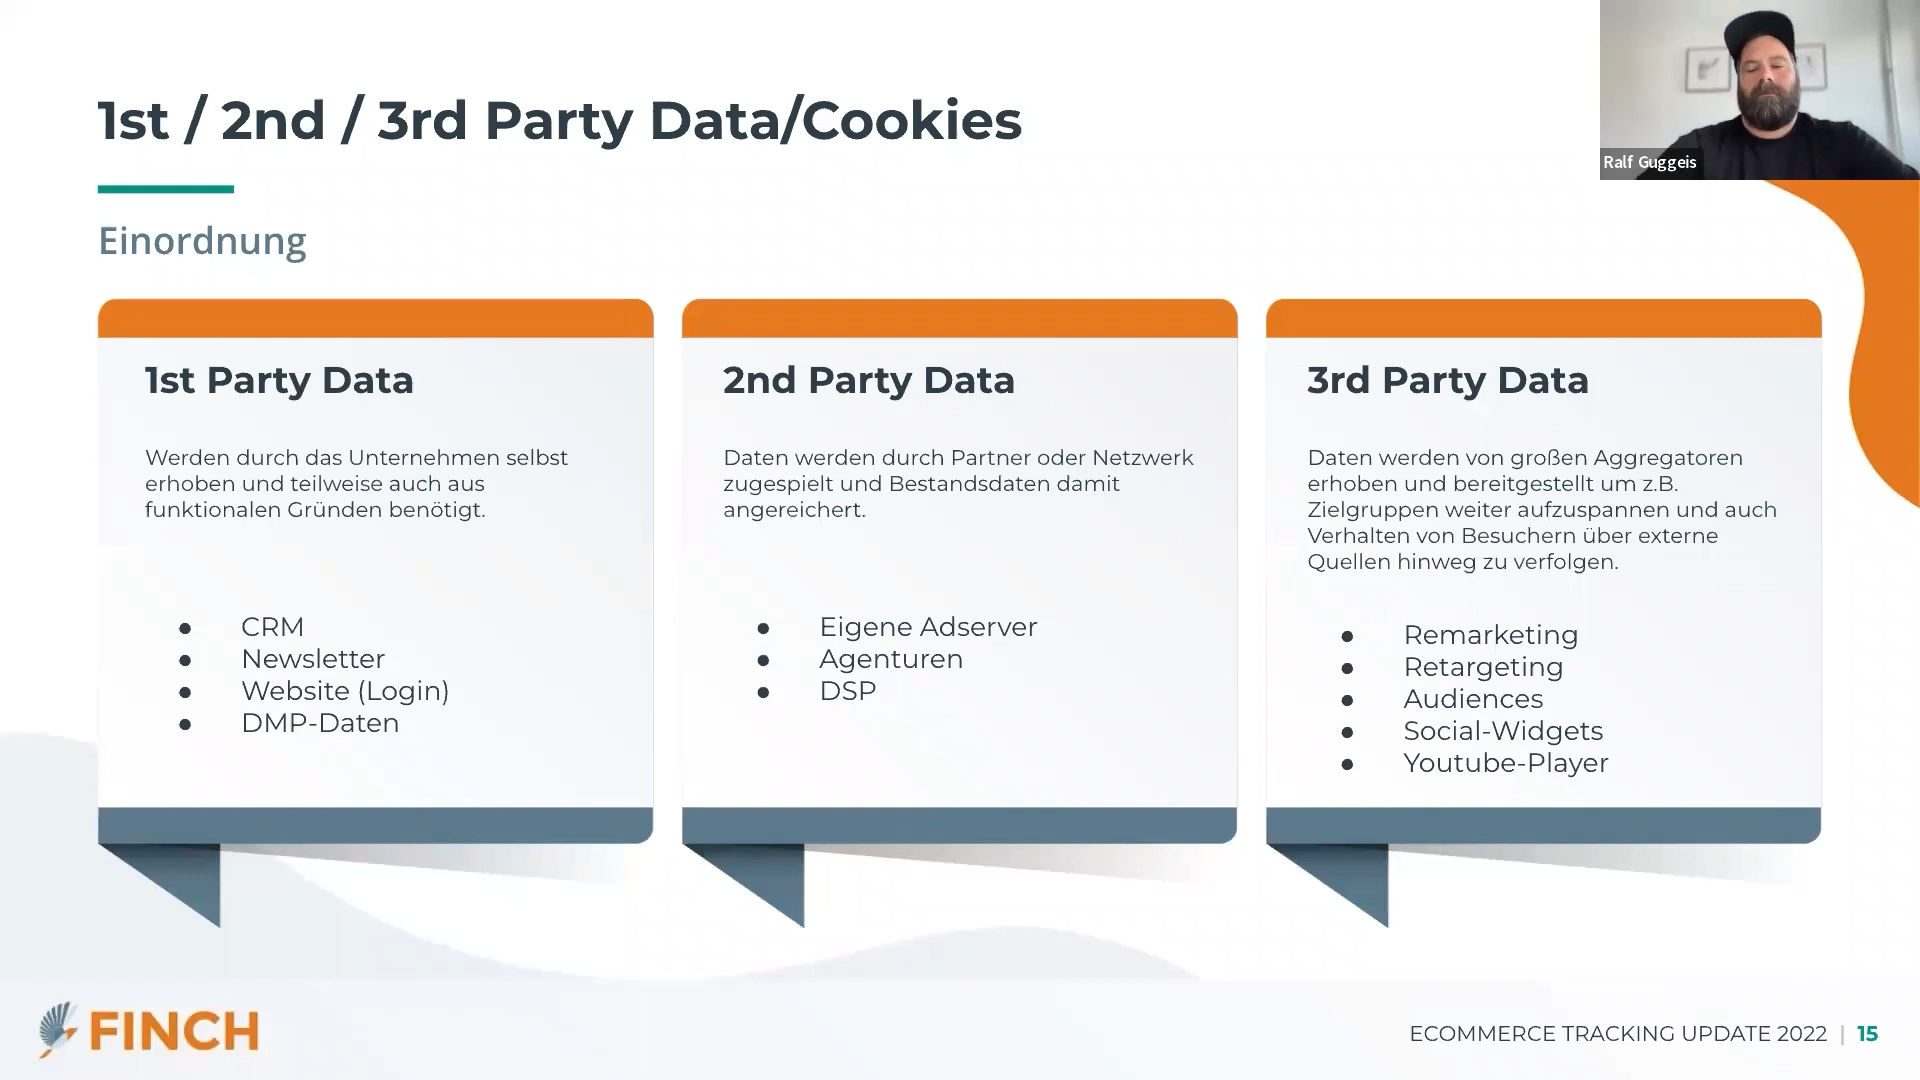 1st / 2nd / 3rd Party Data/Cookies
Ralf Guggeis
Einordnung
1st Party Data
Werden durch das Unternehmen selbst
erhoben und teilweise auch aus
funktionalen Gründen benötigt.
● CRM
● Newsletter
● Website (Login)
● DMP-Daten
2nd Party Data
Daten werden durch Partner oder Netzwerk
zugespielt und Bestandsdaten damit
angereichert.
● Eigene Adserver
● Agenturen
● DSP
3rd Party Data
Daten werden von großen Aggregatoren
erhoben und bereitgestellt um z.B.
Zielgruppen weiter aufzuspannen und auch
Verhalten von Besuchern über externe
Quellen hinweg zu verfolgen.
● Remarketing
● Retargeting
● Audiences
● Social-Widgets
● Youtube-Player
FINCH
ECOMMERCE TRACKING UPDATE 2022 | 15